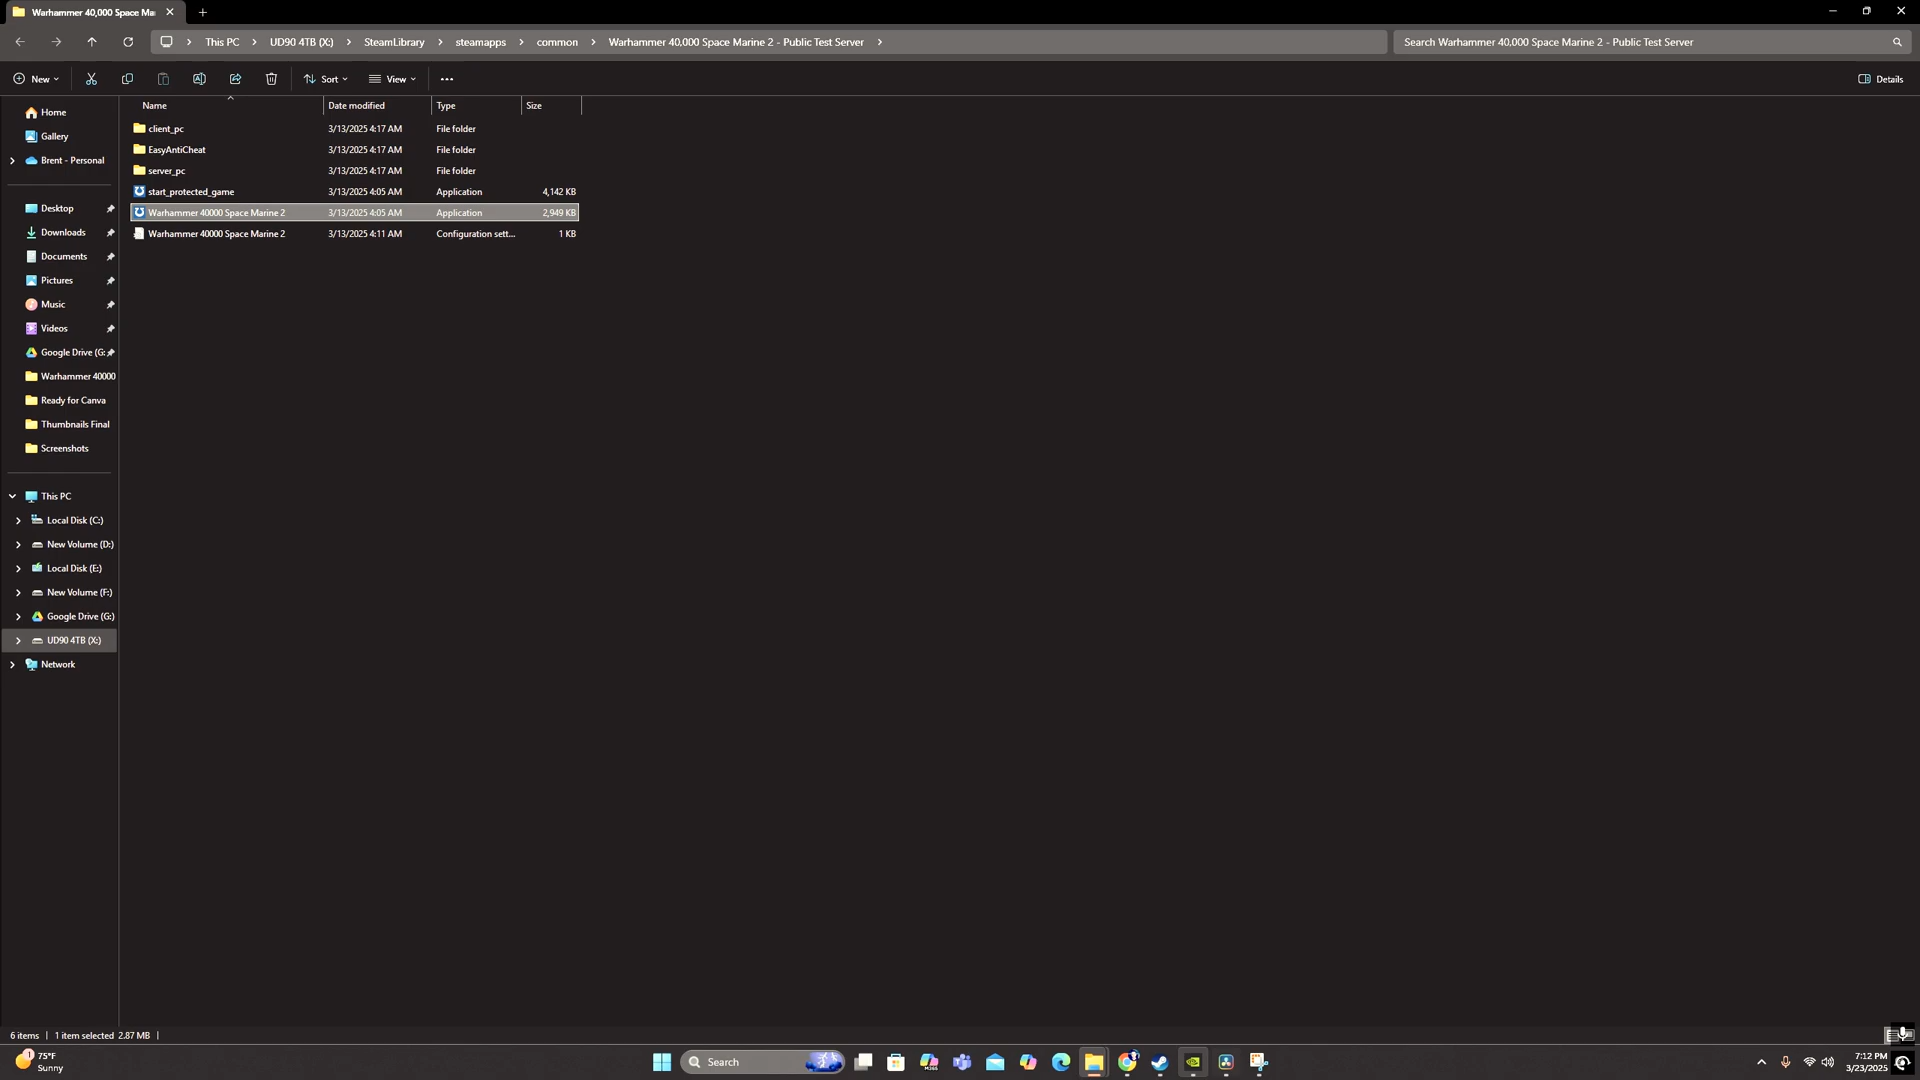 Warhammer 40,000 Space Ma
This PC > UD90 4TB (X:) > SteamLibrary > steamapps > common > Warhammer 40,000 Space Marine 2 - Public Test Server >
Search Warhammer 40,000 Space Marine 2 - Public Test Server
New
Sort
View
Details
Name Date modified Type Size
client_pc 3/13/2025 4:17 AM File folder
EasyAntiCheat 3/13/2025 4:17 AM File folder
server_pc 3/13/2025 4:17 AM File folder
start_protected_game 3/13/2025 4:05 AM Application 4,142 KB
Warhammer 40000 Space Marine 2 3/13/2025 4:05 AM Application 2,949 KB
Warhammer 40000 Space Marine 2 3/13/2025 4:11 AM Configuration sett... 1 KB
Home
Gallery
Brent - Personal
Desktop
Downloads
Documents
Pictures
Music
Videos
Google Drive (G:
Warhammer 40000
Ready for Canva
Thumbnails Final
Screenshots
This PC
Local Disk (C:)
New Volume (D:)
Local Disk (E:)
New Volume (F:)
Google Drive (G:)
UD90 4TB (X:)
Network
6 items
1 item selected 2.87 MB
1
75°F
Sunny
Search
M365
7:12 PM
3/23/2025